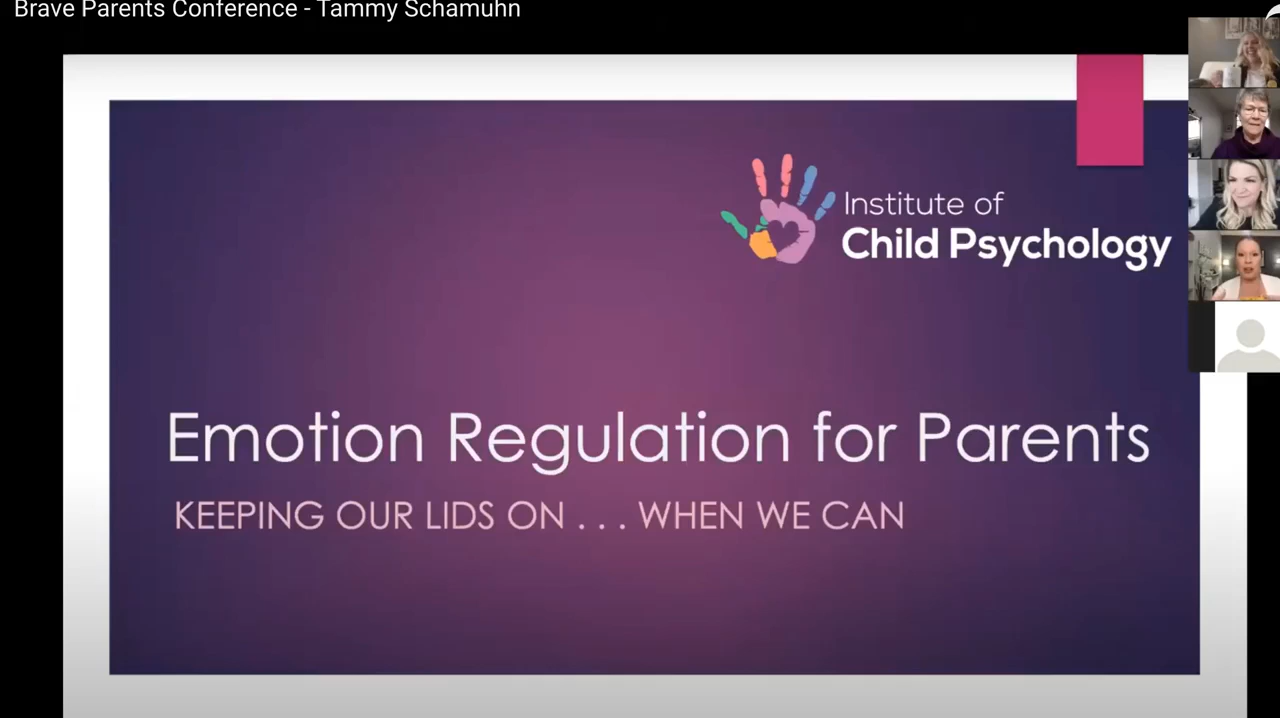 Brave Parents Conference - Tammy Schamuhn
Institute of
Child Psychology
Emotion Regulation for Parents
KEEPING OUR LIDS ON . . . WHEN WE CAN